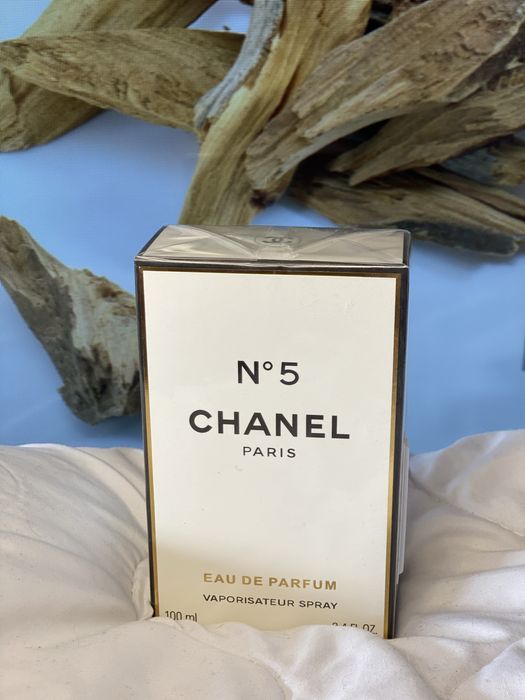 N°5
CHANEL
PARIS
EAU DE PARFUM
VAPORISATEUR SPRAY
100 ml
3.4 FL.OZ.